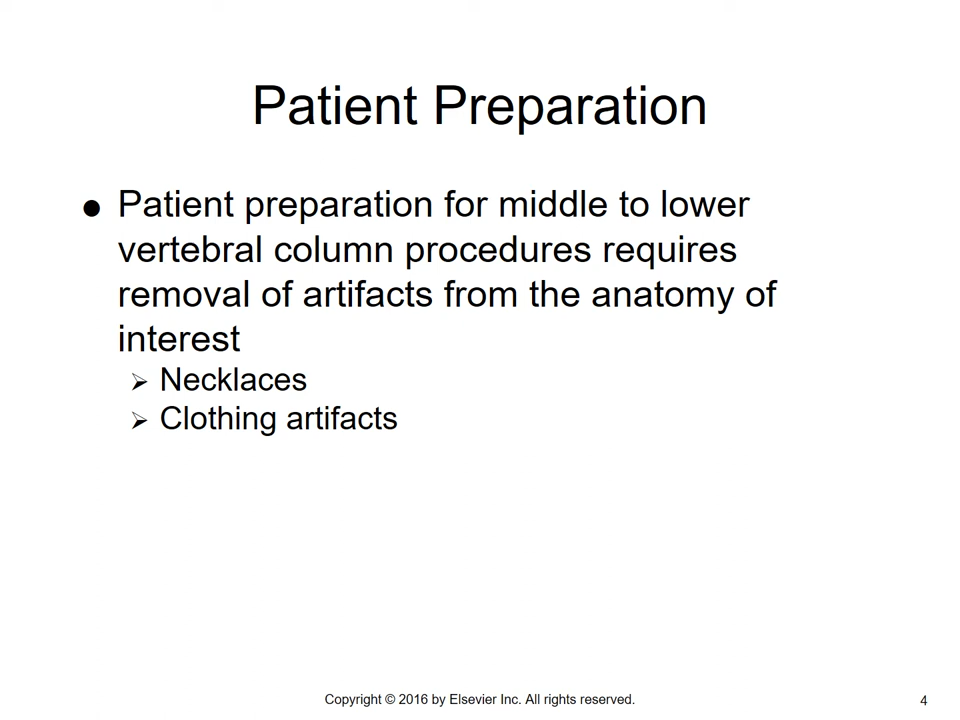 Patient Preparation
● Patient preparation for middle to lower
vertebral column procedures requires
removal of artifacts from the anatomy of
interest
➢ Necklaces
➢ Clothing artifacts
Copyright © 2016 by Elsevier Inc. All rights reserved.
4